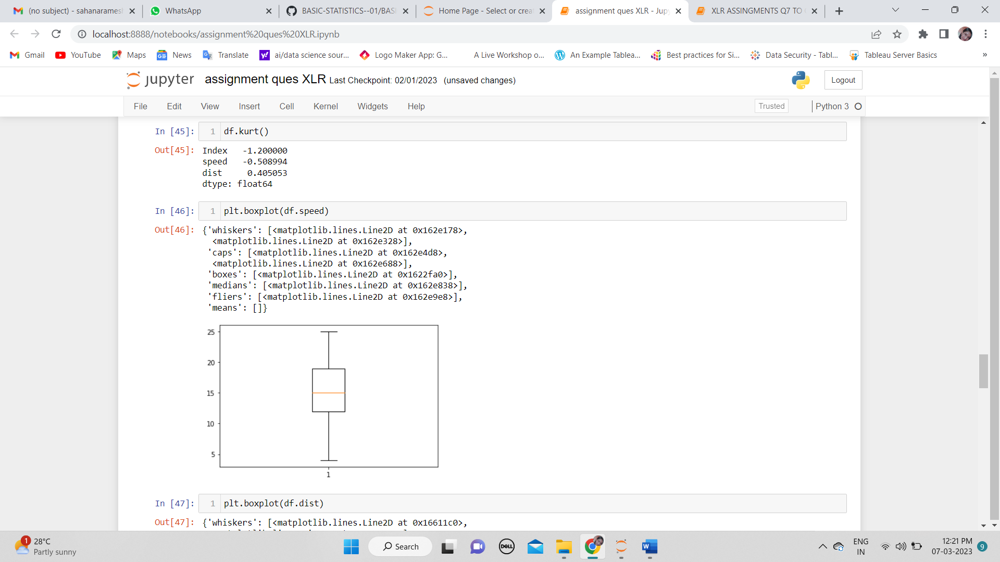 (no subject) - sahanarames
WhatsApp
BASIC-STATISTICS--01/BASI
Home Page - Select or crea
assignment ques XLR - Jup
XLR ASSINGMENTS Q7 TO
localhost:8888/notebooks/assignment%20ques%20XLR.ipynb
Gmail
YouTube
Maps
News
Translate
ai/data science sour...
Logo Maker App: G...
A Live Workshop o...
An Example Tablea...
Best practices for Si...
Data Security - Tabl...
Tableau Server Basics
»
jupyter assignment ques XLR Last Checkpoint: 02/01/2023 (unsaved changes)
Logout
File Edit View Insert Cell Kernel Widgets Help
Trusted
Python 3
In [45]: 1 df.kurt()
Out[45]: Index -1.200000
speed -0.508994
dist 0.405053
dtype: float64
In [46]: 1 plt.boxplot(df.speed)
Out[46]: {'whiskers': [<matplotlib.lines.Line2D at 0x162e178>,
<matplotlib.lines.Line2D at 0x162e328>],
'caps': [<matplotlib.lines.Line2D at 0x162e4d8>,
<matplotlib.lines.Line2D at 0x162e688>],
'boxes': [<matplotlib.lines.Line2D at 0x1622fa0>],
'medians': [<matplotlib.lines.Line2D at 0x162e838>],
'fliers': [<matplotlib.lines.Line2D at 0x162e9e8>],
'means': []}
25
20
15
10
5
1
In [47]: 1 plt.boxplot(df.dist)
Out[47]: {'whiskers': [<matplotlib.lines.Line2D at 0x16611c0>,
1
28°C
Partly sunny
Search
DELL
W
ENG
IN
12:21 PM
07-03-2023
9